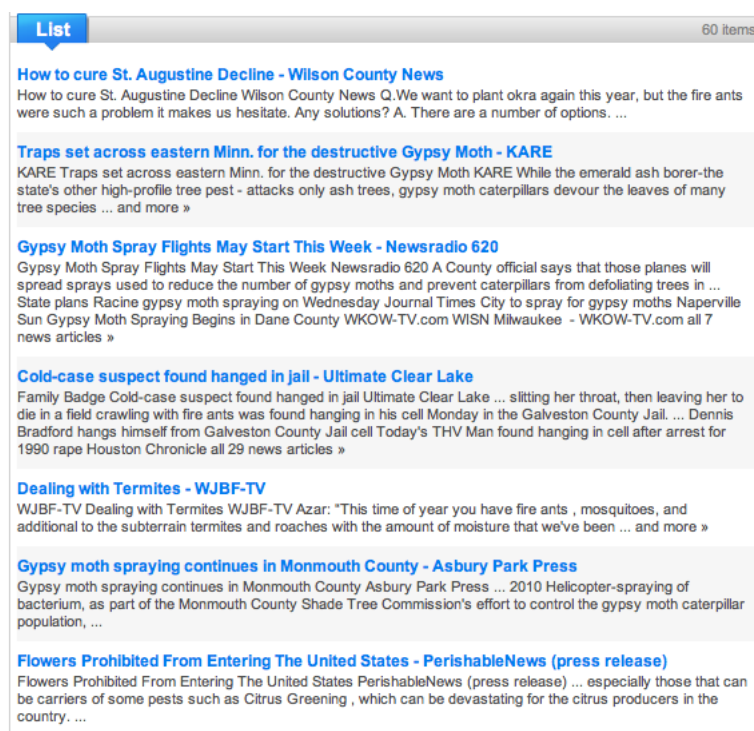 List
60 items
How to cure St. Augustine Decline - Wilson County News
How to cure St. Augustine Decline Wilson County News Q.We want to plant okra again this year, but the fire ants
were such a problem it makes us hesitate. Any solutions? A. There are a number of options. ...
Traps set across eastern Minn. for the destructive Gypsy Moth - KARE
KARE Traps set across eastern Minn. for the destructive Gypsy Moth KARE While the emerald ash borer-the
state's other high-profile tree pest - attacks only ash trees, gypsy moth caterpillars devour the leaves of many
tree species ... and more »
Gypsy Moth Spray Flights May Start This Week - Newsradio 620
Gypsy Moth Spray Flights May Start This Week Newsradio 620 A County official says that those planes will
spread sprays used to reduce the number of gypsy moths and prevent caterpillars from defoliating trees in ...
State plans Racine gypsy moth spraying on Wednesday Journal Times City to spray for gypsy moths Naperville
Sun Gypsy Moth Spraying Begins in Dane County WKOW-TV.com WISN Milwaukee - WKOW-TV.com all 7
news articles »
Cold-case suspect found hanged in jail - Ultimate Clear Lake
Family Badge Cold-case suspect found hanged in jail Ultimate Clear Lake ... slitting her throat, then leaving her to
die in a field crawling with fire ants was found hanging in his cell Monday in the Galveston County Jail. ... Dennis
Bradford hangs himself from Galveston County Jail cell Today's THV Man found hanging in cell after arrest for
1990 rape Houston Chronicle all 29 news articles »
Dealing with Termites - WJBF-TV
WJBF-TV Dealing with Termites WJBF-TV Azar: "This time of year you have fire ants , mosquitoes, and
additional to the subterrain termites and roaches with the amount of moisture that we've been ... and more »
Gypsy moth spraying continues in Monmouth County - Asbury Park Press
Gypsy moth spraying continues in Monmouth County Asbury Park Press ... 2010 Helicopter-spraying of
bacterium, as part of the Monmouth County Shade Tree Commission's effort to control the gypsy moth caterpillar
population, ...
Flowers Prohibited From Entering The United States - PerishableNews (press release)
Flowers Prohibited From Entering The United States PerishableNews (press release) ... especially those that can
be carriers of some pests such as Citrus Greening , which can be devastating for the citrus producers in the
country. ...